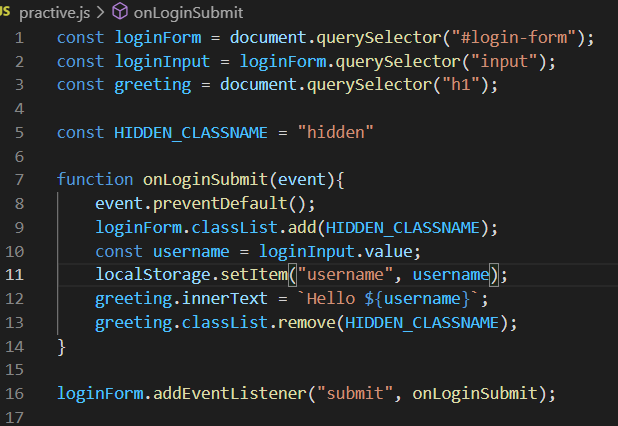 JS practive.js > onLoginSubmit
1 const loginForm = document.querySelector("#login-form");
2 const loginInput = loginForm.querySelector("input");
3 const greeting = document.querySelector("h1");
4
5 const HIDDEN_CLASSNAME = "hidden"
6
7 function onLoginSubmit(event){
8     event.preventDefault();
9     loginForm.classList.add(HIDDEN_CLASSNAME);
10     const username = loginInput.value;
11     localStorage.setItem("username", username);
12     greeting.innerText = `Hello ${username}`;
13     greeting.classList.remove(HIDDEN_CLASSNAME);
14 }
15
16 loginForm.addEventListener("submit", onLoginSubmit);
17